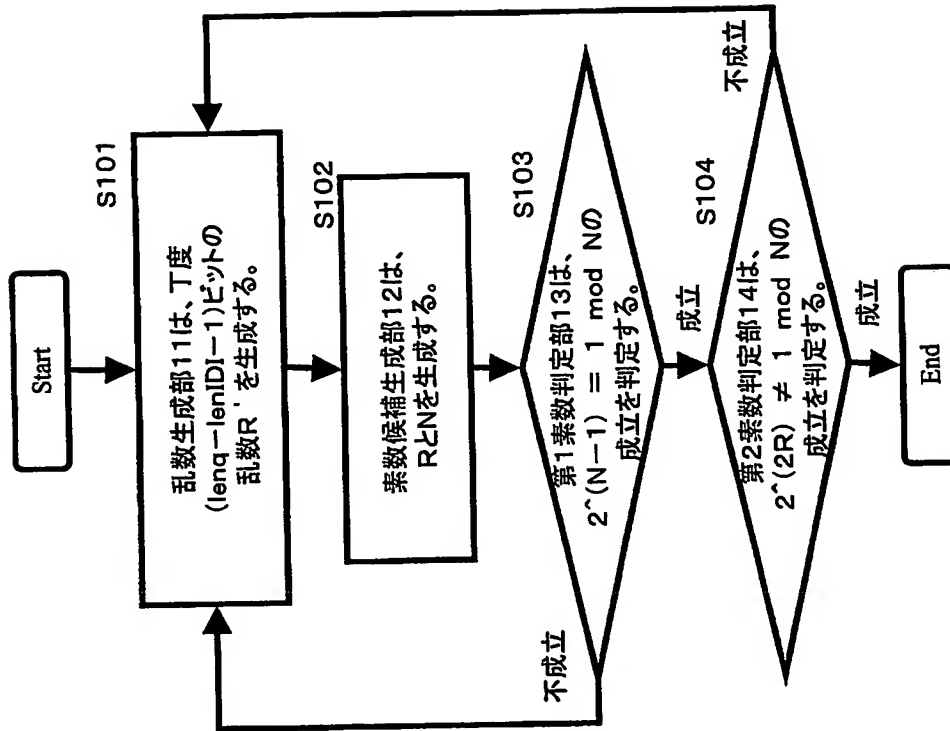 Start
S101
乱数生成部11は、丁度
(lenq－lenIDI－1)ビットの
乱数R'を生成する。
S102
素数候補生成部12は、
RとNを生成する。
S103
第1素数判定部13は、
2^(N－1) = 1 mod Nの
成立を判定する。
不成立
成立
S104
第2素数判定部14は、
2^(2R) ≠ 1 mod Nの
成立を判定する。
不成立
成立
End